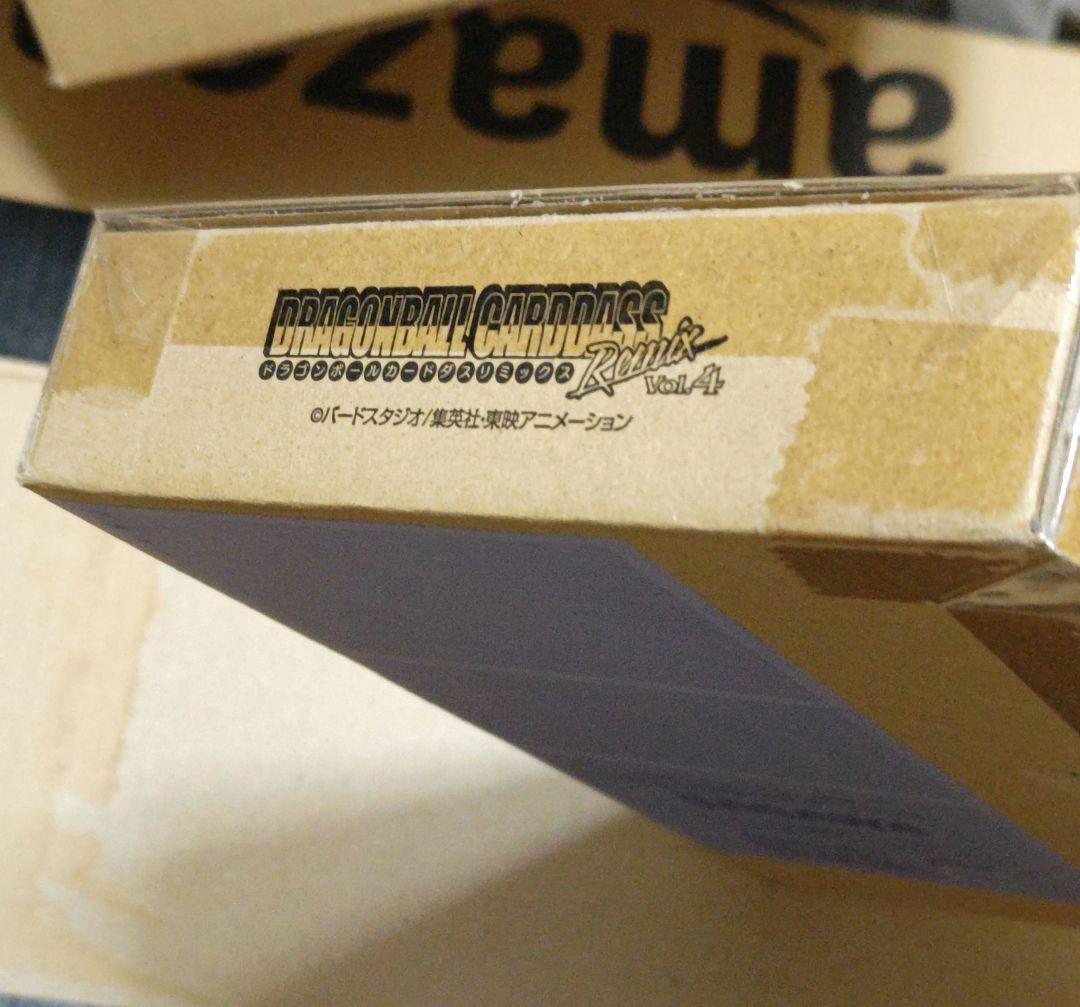 amazo
DRAGONBALL CARDDASS
Remix
ドラゴンボールカードダスリミックス
Vol.4
©バードスタジオ/集英社・東映アニメーション